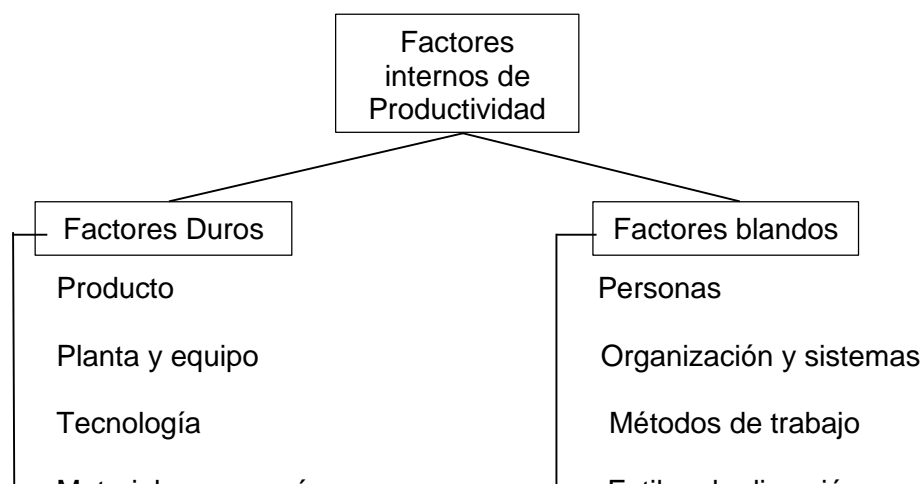 Factores
internos de
Productividad
Factores Duros
Factores blandos
Producto
Personas
Planta y equipo
Organización y sistemas
Tecnología
Métodos de trabajo